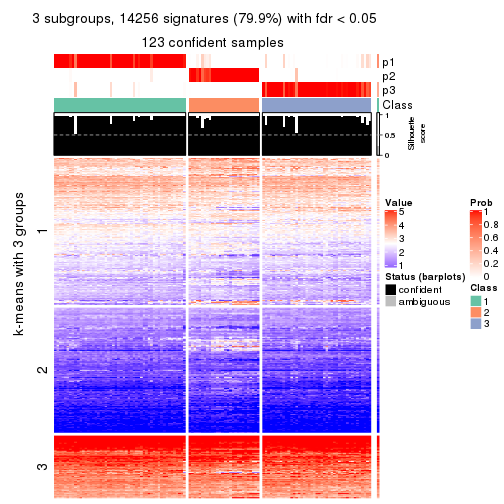 3 subgroups, 14256 signatures (79.9%) with fdr < 0.05
123 confident samples
p1
p2
p3
Class
1
0.5
0
Silhouette
score
k-means with 3 groups
1
2
3
Value
5
4
3
2
1
Status (barplots)
confident
ambiguous
Prob
1
0.8
0.6
0.4
0.2
0
Class
1
2
3